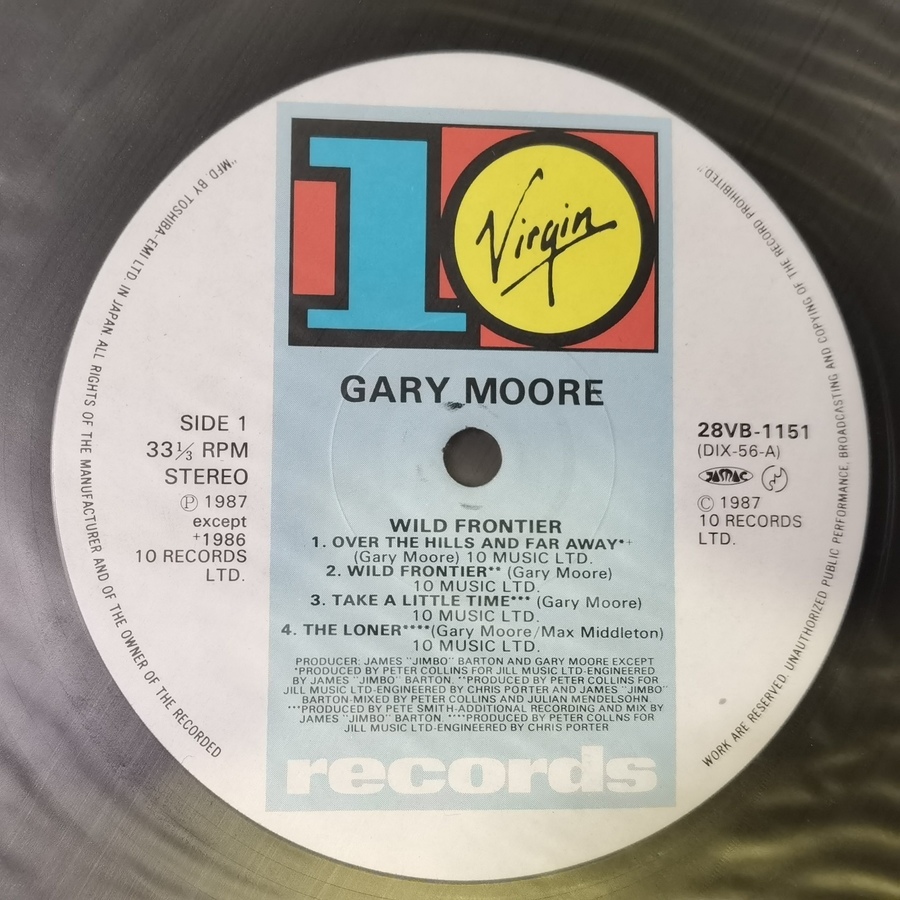 10
Virgin
GARY MOORE
SIDE 1
33⅓ RPM
STEREO
Ⓟ 1987
except
+1986
10 RECORDS
LTD.
28VB-1151
(DIX-56-A)
JASRAC
© 1987
10 RECORDS
LTD.
WILD FRONTIER
1. OVER THE HILLS AND FAR AWAY*+
(Gary Moore) 10 MUSIC LTD.
2. WILD FRONTIER** (Gary Moore)
10 MUSIC LTD.
3. TAKE A LITTLE TIME*** (Gary Moore)
10 MUSIC LTD.
4. THE LONER****(Gary Moore/Max Middleton)
10 MUSIC LTD.
PRODUCER: JAMES "JIMBO" BARTON AND GARY MOORE EXCEPT
*PRODUCED BY PETER COLLINS FOR JILL MUSIC LTD-ENGINEERED
BY JAMES "JIMBO" BARTON. **PRODUCED BY PETER COLLINS FOR
JILL MUSIC LTD-ENGINEERED BY CHRIS PORTER AND JAMES "JIMBO"
BARTON-MIXED BY PETER COLLINS AND JULIAN MENDELSOHN.
***PRODUCED BY PETE SMITH-ADDITIONAL RECORDING AND MIX BY
JAMES "JIMBO" BARTON. ****PRODUCED BY PETER COLLNS FOR
JILL MUSIC LTD-ENGINEERED BY CHRIS PORTER
records
"MFD. BY TOSHIBA-EMI LTD. IN JAPAN. ALL RIGHTS OF THE MANUFACTURER AND OF THE OWNER OF THE RECORDED
WORK ARE RESERVED. UNAUTHORIZED PUBLIC PERFORMANCE, BROADCASTING AND COPYING OF THE RECORD PROHIBITED."